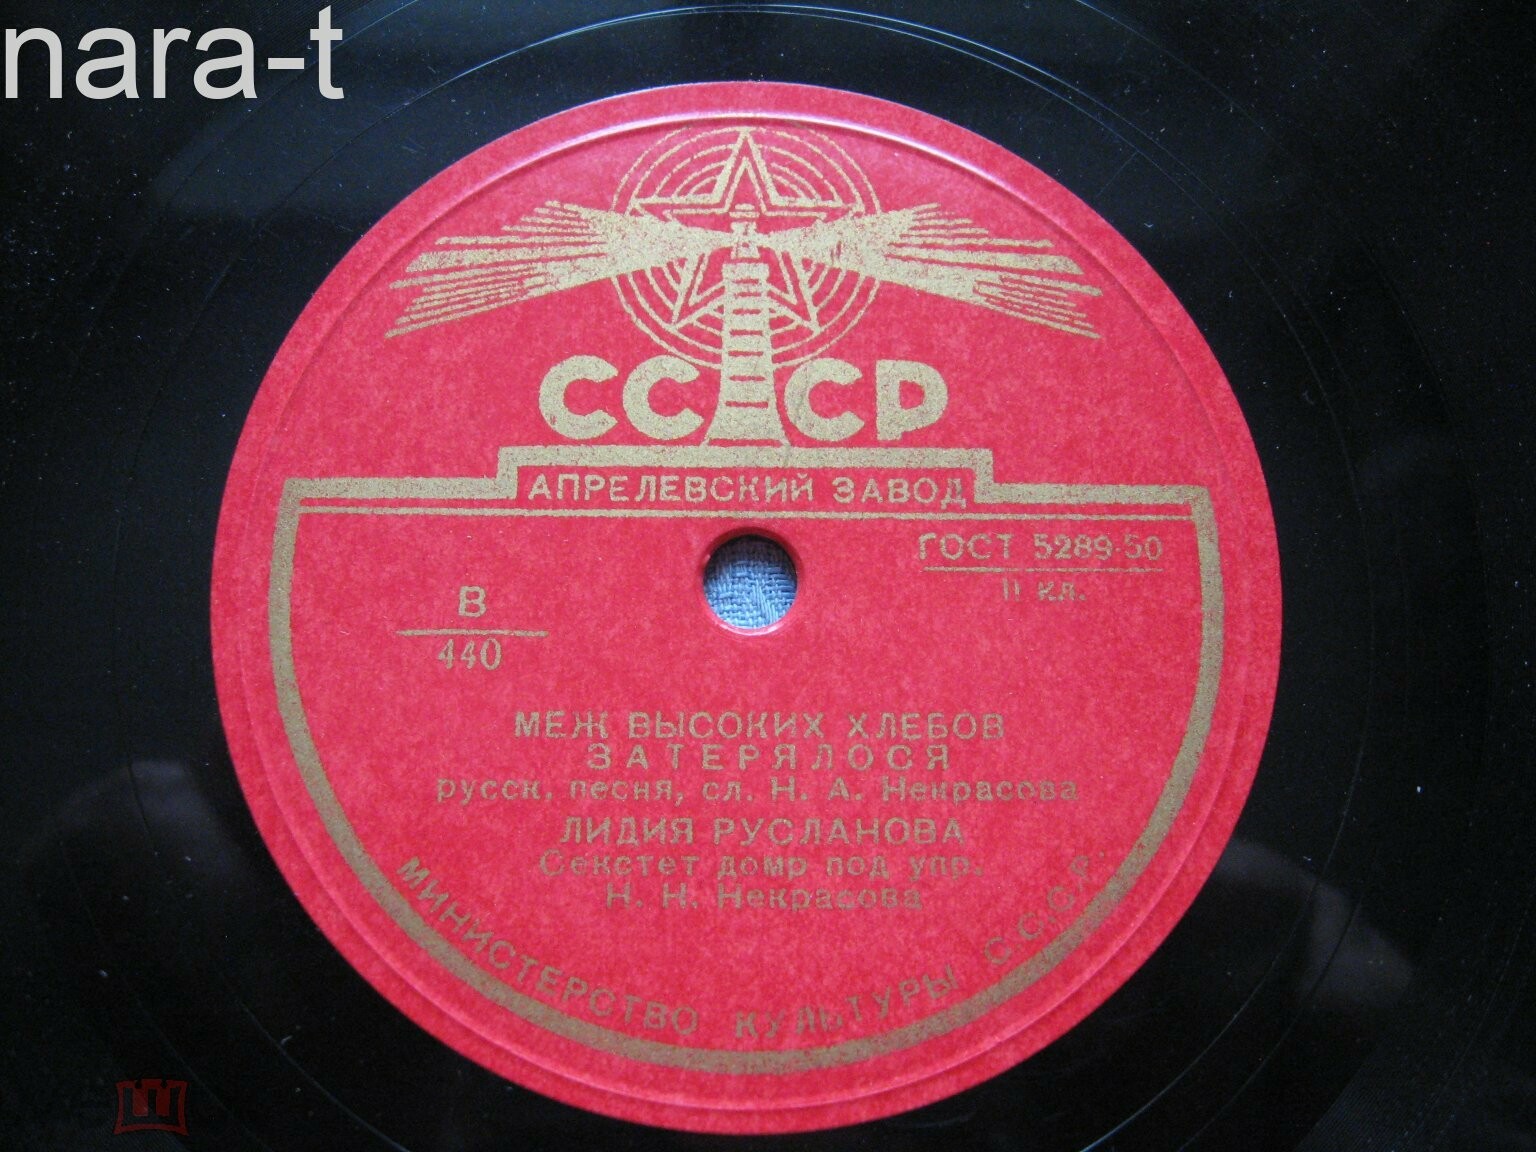 nara-t
СССР
АПРЕЛЕВСКИЙ ЗАВОД
ГОСТ 5289-50
II кл.
В
440
МЕЖ ВЫСОКИХ ХЛЕБОВ
ЗАТЕРЯЛОСЯ
русск. песня, сл. Н. А. Некрасова
ЛИДИЯ РУСЛАНОВА
Секстет домр под упр.
Н. Н. Некрасова
МИНИСТЕРСТВО КУЛЬТУРЫ С.С.С.Р.